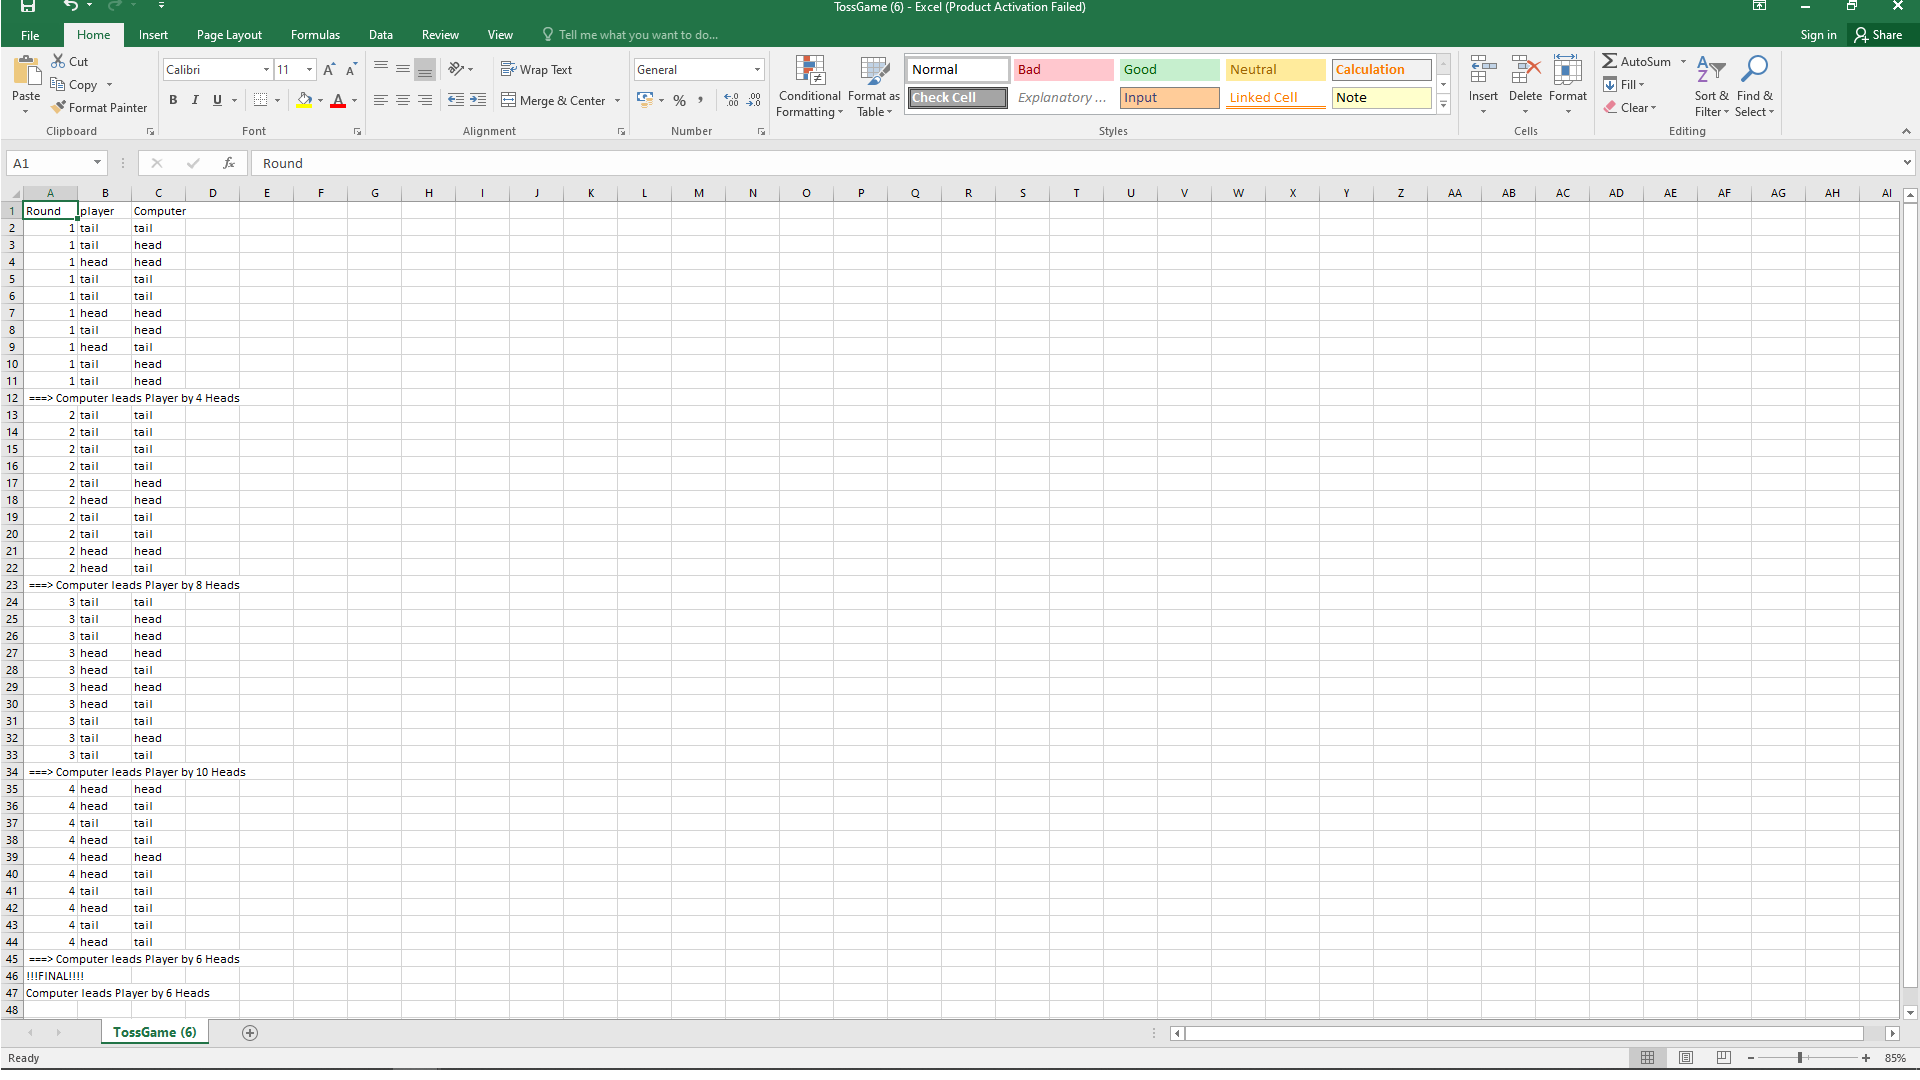 TossGame (6) - Excel (Product Activation Failed)
File Home Insert Page Layout Formulas Data Review View Tell me what you want to do... Sign in Share
Paste Cut Copy Format Painter
Clipboard
Calibri 11
B I U
Font
Wrap Text
Merge & Center
Alignment
General
Number
Conditional Formatting Format as Table
Normal Bad Good Neutral Calculation
Check Cell Explanatory ... Input Linked Cell Note
Styles
Insert Delete Format
Cells
AutoSum Fill Clear Sort & Filter Find & Select
Editing
A1 fx Round
A B C D E F G H I J K L M N O P Q R S T U V W X Y Z AA AB AC AD AE AF AG AH AI
1 Round player Computer
2 1 tail tail
3 1 tail head
4 1 head head
5 1 tail tail
6 1 tail tail
7 1 head head
8 1 tail head
9 1 head tail
10 1 tail head
11 1 tail head
12 ===> Computer leads Player by 4 Heads
13 2 tail tail
14 2 tail tail
15 2 tail tail
16 2 tail tail
17 2 tail head
18 2 head head
19 2 tail tail
20 2 tail tail
21 2 head head
22 2 head tail
23 ===> Computer leads Player by 8 Heads
24 3 tail tail
25 3 tail head
26 3 tail head
27 3 head head
28 3 head tail
29 3 head head
30 3 head tail
31 3 tail tail
32 3 tail head
33 3 tail tail
34 ===> Computer leads Player by 10 Heads
35 4 head head
36 4 head tail
37 4 tail tail
38 4 head tail
39 4 head head
40 4 head tail
41 4 tail tail
42 4 head tail
43 4 tail tail
44 4 head tail
45 ===> Computer leads Player by 6 Heads
46 !!!FINAL!!!!
47 Computer leads Player by 6 Heads
48
TossGame (6)
Ready 85%